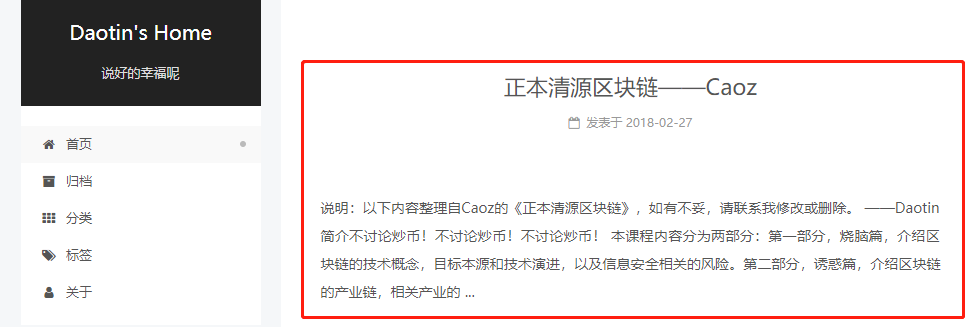 Daotin's Home
说好的幸福呢
首页
归档
分类
标签
关于
正本清源区块链——Caoz
发表于 2018-02-27
说明：以下内容整理自Caoz的《正本清源区块链》，如有不妥，请联系我修改或删除。 ——Daotin
简介不讨论炒币！不讨论炒币！不讨论炒币！ 本课程内容分为两部分：第一部分，烧脑篇，介绍区
块链的技术概念，目标本源和技术演进，以及信息安全相关的风险。第二部分，诱惑篇，介绍区块链
的产业链，相关产业的 ...